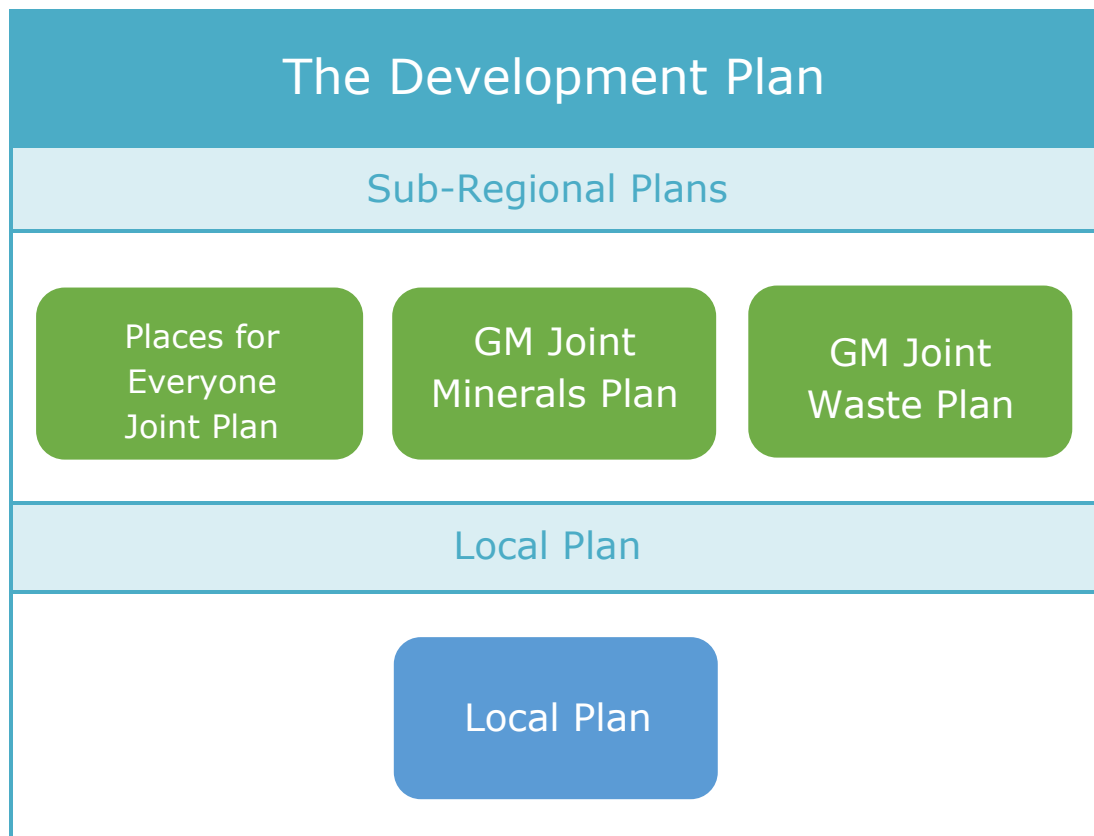 The Development Plan
Sub-Regional Plans
Places for
Everyone
Joint Plan
GM Joint
Minerals Plan
GM Joint
Waste Plan
Local Plan
Local Plan